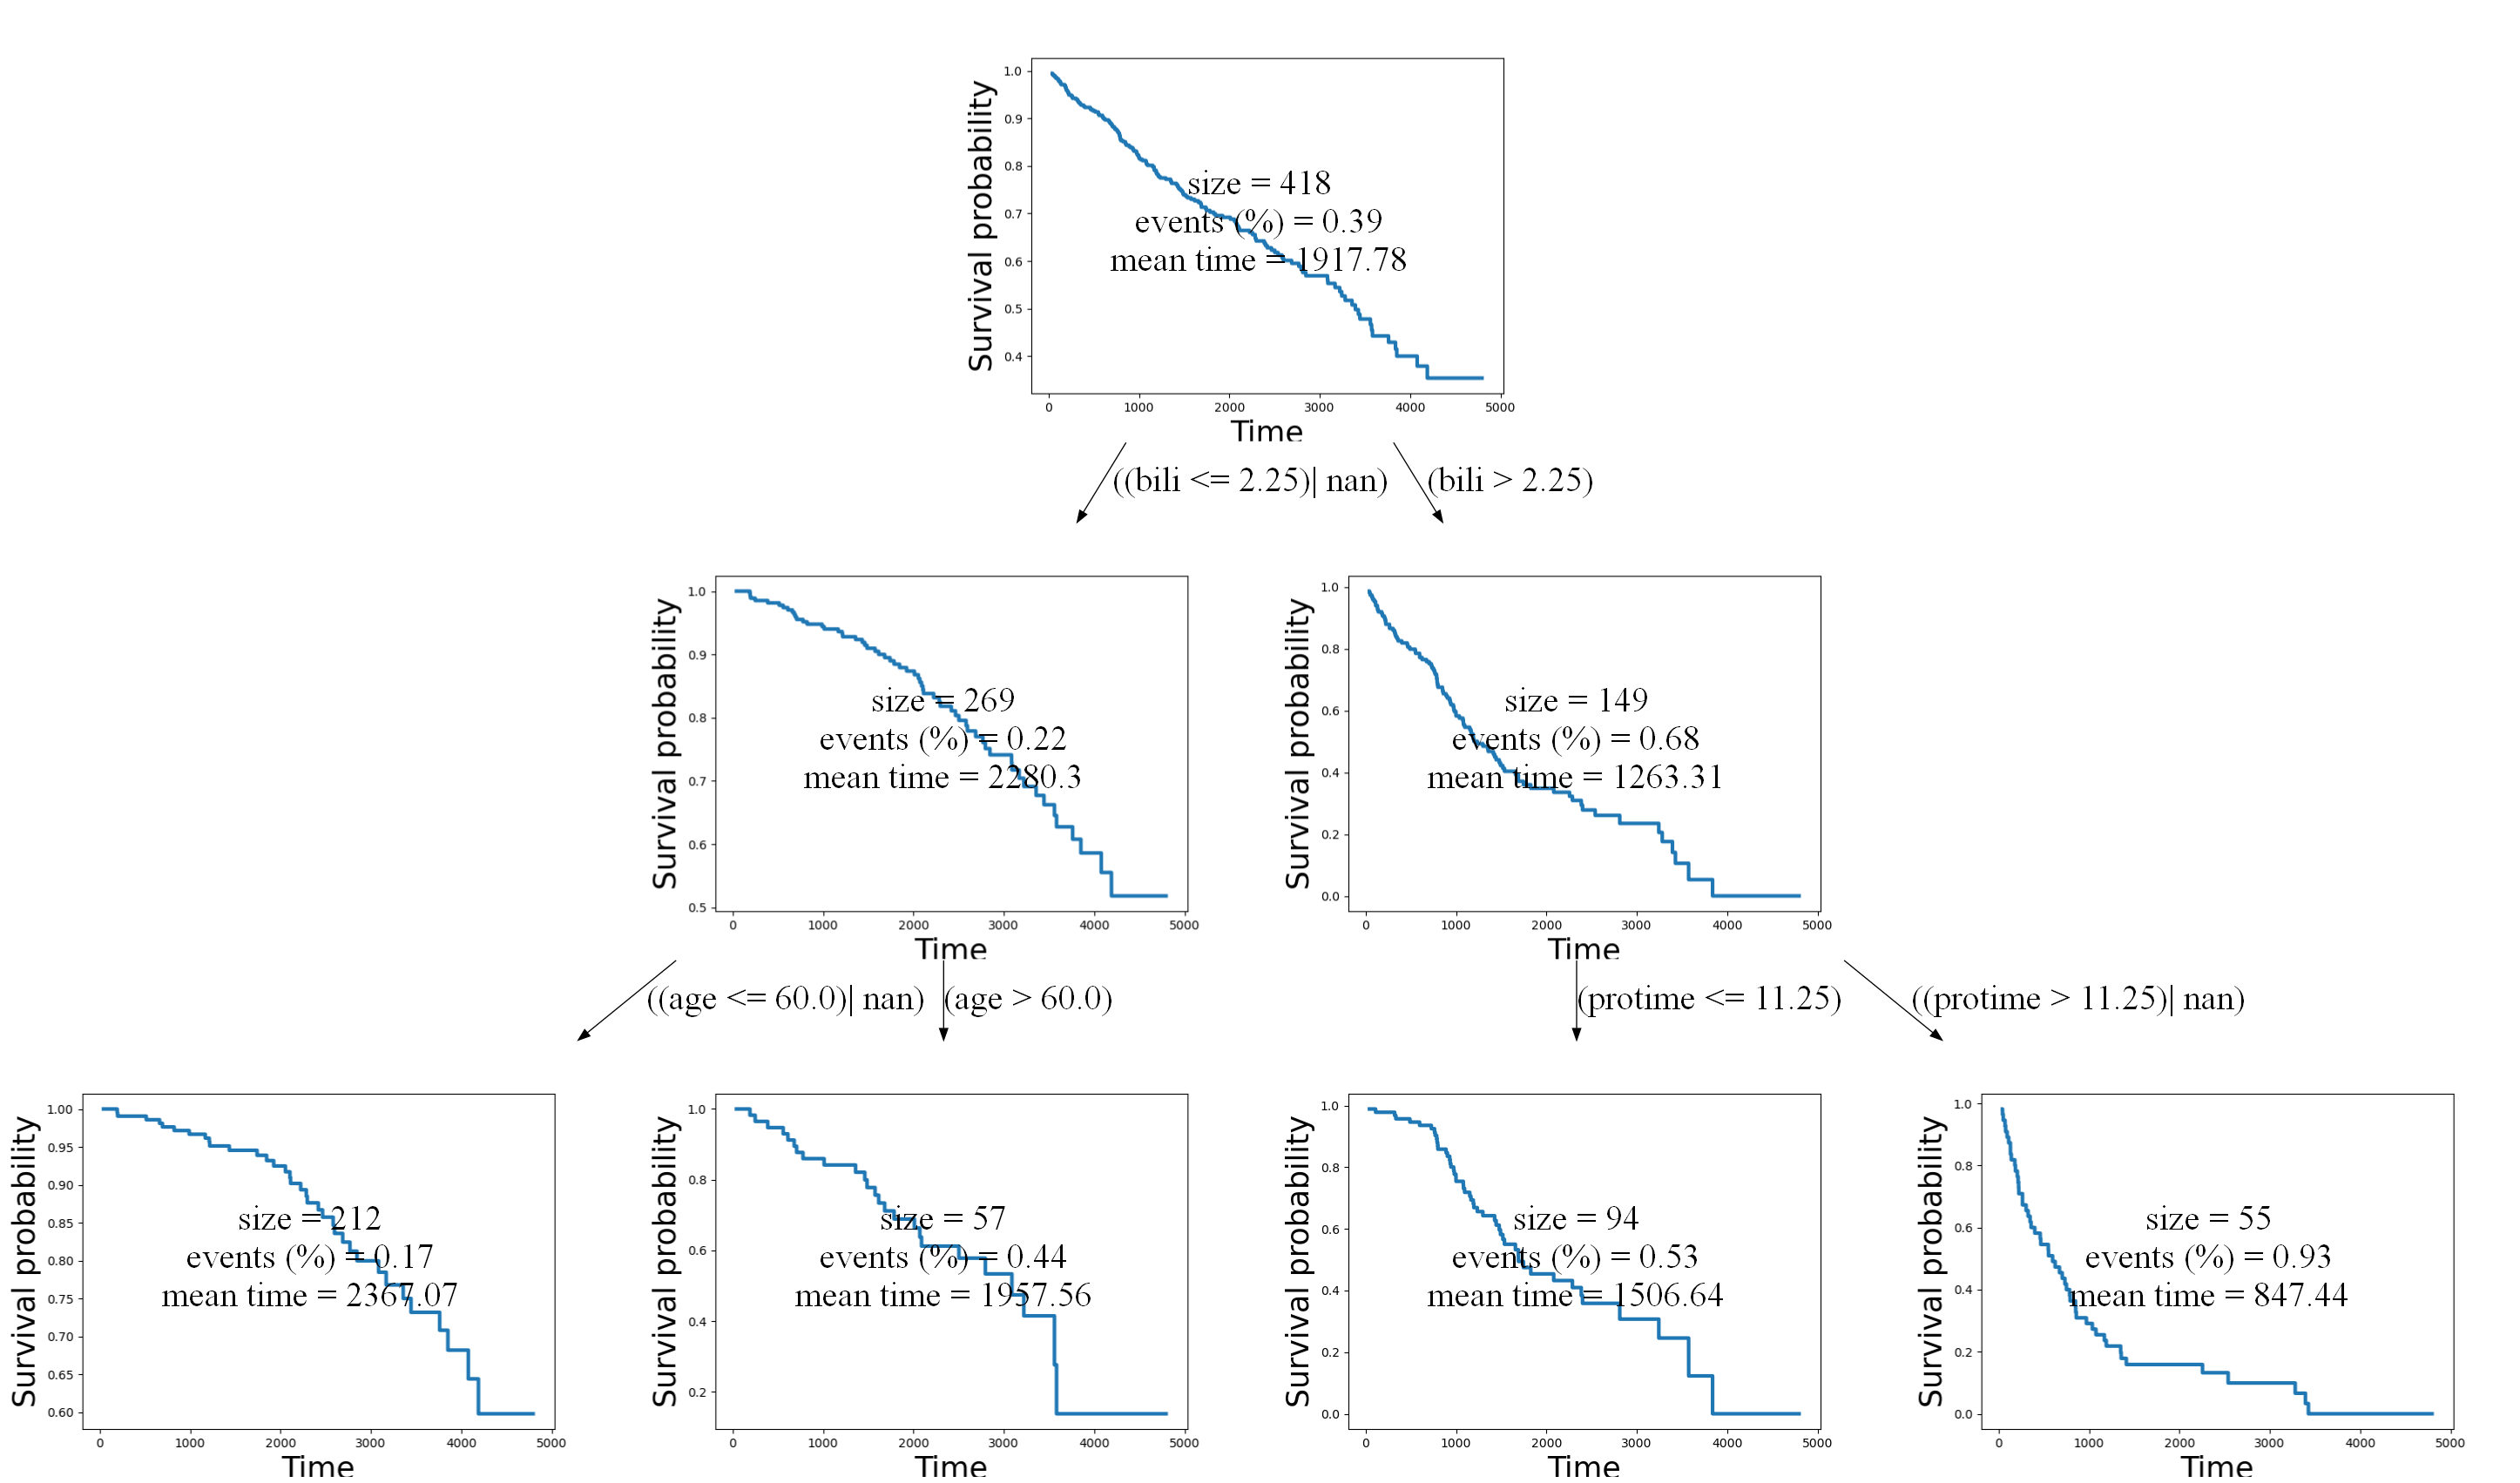 Survival probability
1.0
0.9
0.8
0.7
0.6
0.5
0.4
size = 418
events (%) = 0.39
mean time = 1917.78
0 1000 2000 3000 4000 5000
Time
((bili <= 2.25)| nan) (bili > 2.25)
Survival probability
1.0
0.9
0.8
0.7
0.6
0.5
size = 269
events (%) = 0.22
mean time = 2280.3
0 1000 2000 3000 4000 5000
Time
Survival probability
1.0
0.8
0.6
0.4
0.2
0.0
size = 149
events (%) = 0.68
mean time = 1263.31
0 1000 2000 3000 4000 5000
Time
((age <= 60.0)| nan) (age > 60.0) (protime <= 11.25) ((protime > 11.25)| nan)
Survival probability
1.00
0.95
0.90
0.85
0.80
0.75
0.70
0.65
0.60
size = 212
events (%) = 0.17
mean time = 2367.07
0 1000 2000 3000 4000 5000
Time
Survival probability
1.0
0.8
0.6
0.4
0.2
size = 57
events (%) = 0.44
mean time = 1957.56
0 1000 2000 3000 4000 5000
Time
Survival probability
1.0
0.8
0.6
0.4
0.2
0.0
size = 94
events (%) = 0.53
mean time = 1506.64
0 1000 2000 3000 4000 5000
Time
Survival probability
1.0
0.8
0.6
0.4
0.2
0.0
size = 55
events (%) = 0.93
mean time = 847.44
0 1000 2000 3000 4000 5000
Time